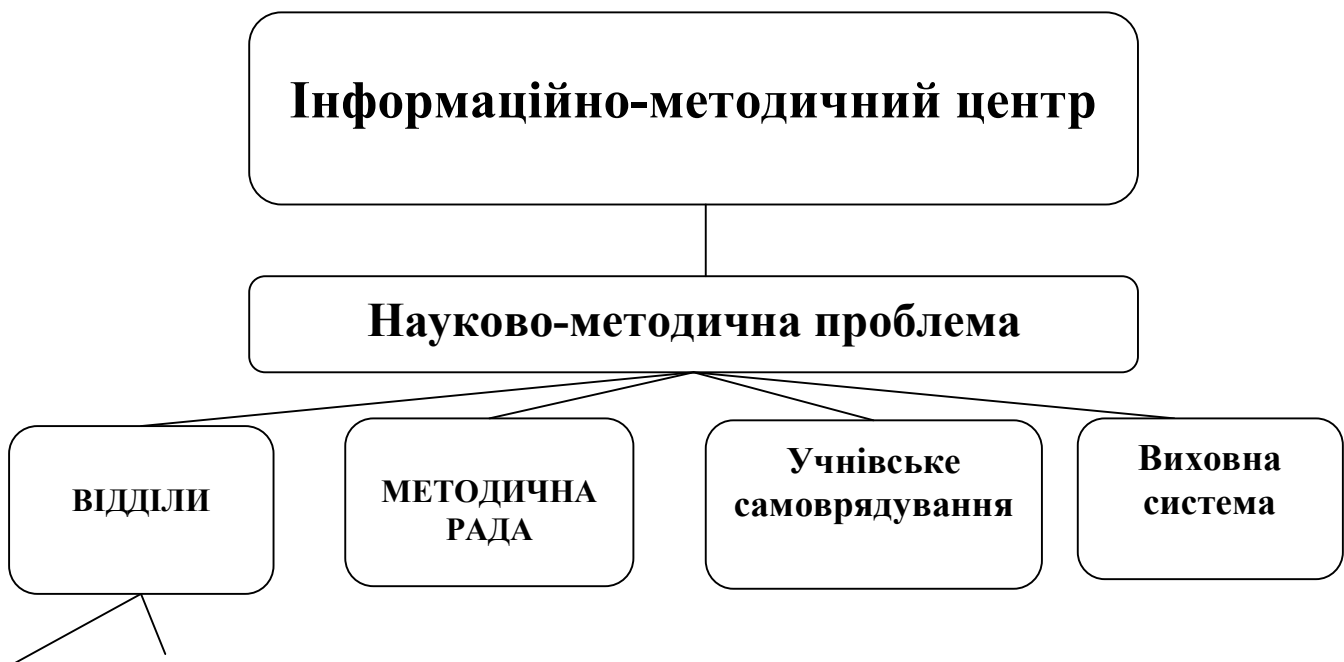 Інформаційно-методичний центр
Науково-методична проблема
ВІДДІЛИ
МЕТОДИЧНА
РАДА
Учнівське
самоврядування
Виховна
система